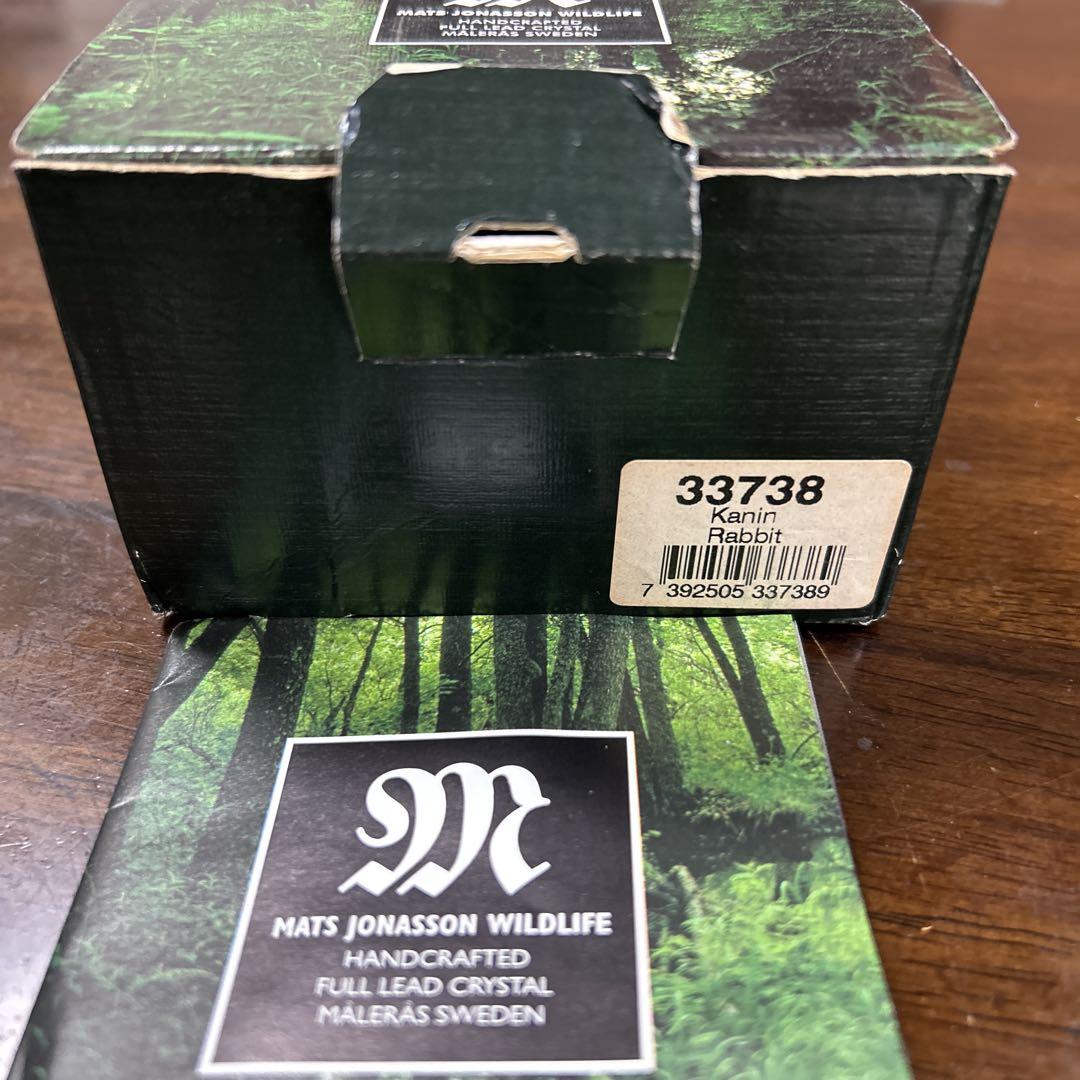 MATS JONASSON WILDLIFE
HANDCRAFTED
FULL LEAD CRYSTAL
MÅLERÅS SWEDEN
33738
Kanin
Rabbit
7 392505 337389
M
MATS JONASSON WILDLIFE
HANDCRAFTED
FULL LEAD CRYSTAL
MÅLERÅS SWEDEN